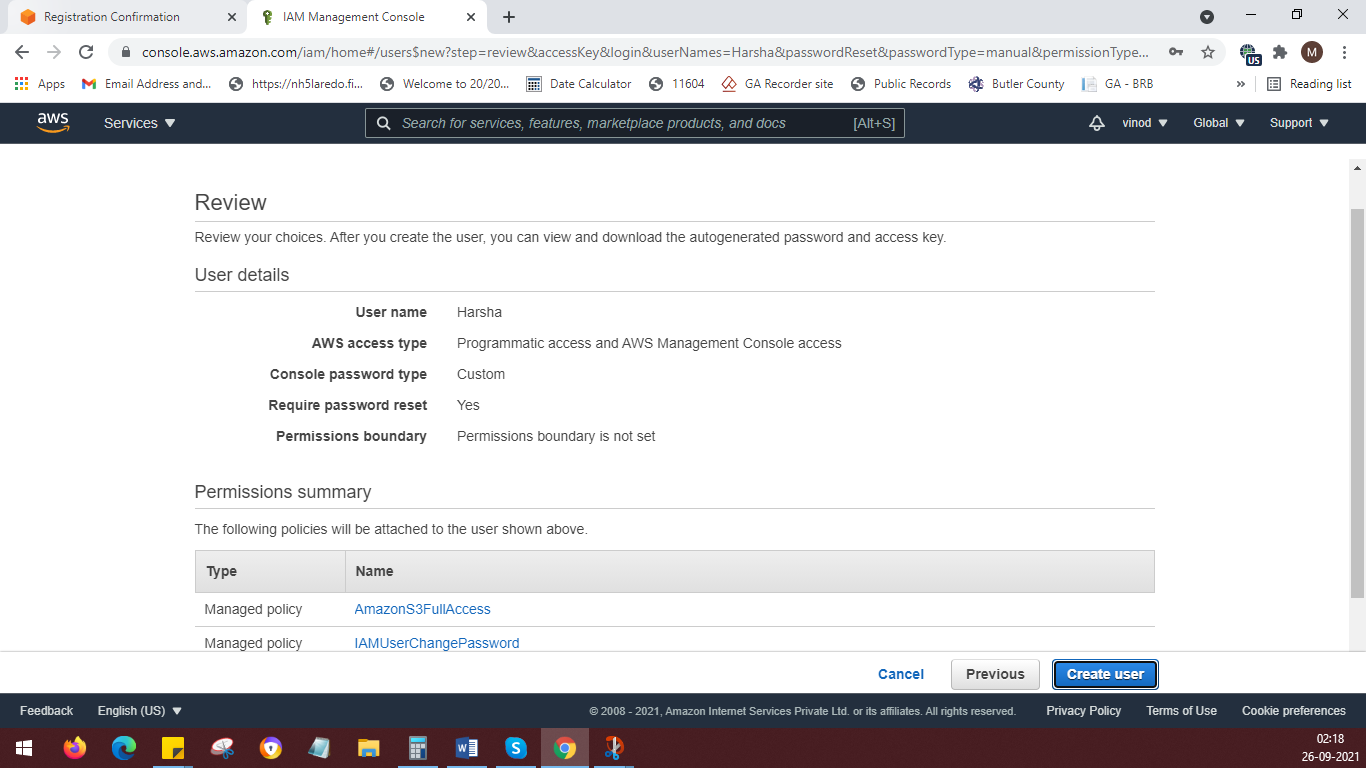 Registration Confirmation
IAM Management Console
console.aws.amazon.com/iam/home#/users$new?step=review&accessKey&login&userNames=Harsha&passwordReset&passwordType=manual&permissionType...
M
US
Apps
Email Address and...
https://nh5laredo.fi...
Welcome to 20/20...
Date Calculator
11604
GA Recorder site
Public Records
Butler County
GA - BRB
»
Reading list
aws
Services
Search for services, features, marketplace products, and docs
[Alt+S]
vinod
Global
Support
Review
Review your choices. After you create the user, you can view and download the autogenerated password and access key.
User details
User name Harsha
AWS access type Programmatic access and AWS Management Console access
Console password type Custom
Require password reset Yes
Permissions boundary Permissions boundary is not set
Permissions summary
The following policies will be attached to the user shown above.
Type Name
Managed policy AmazonS3FullAccess
Managed policy IAMUserChangePassword
Cancel Previous Create user
Feedback English (US) © 2008 - 2021, Amazon Internet Services Private Ltd. or its affiliates. All rights reserved. Privacy Policy Terms of Use Cookie preferences
02:18
26-09-2021